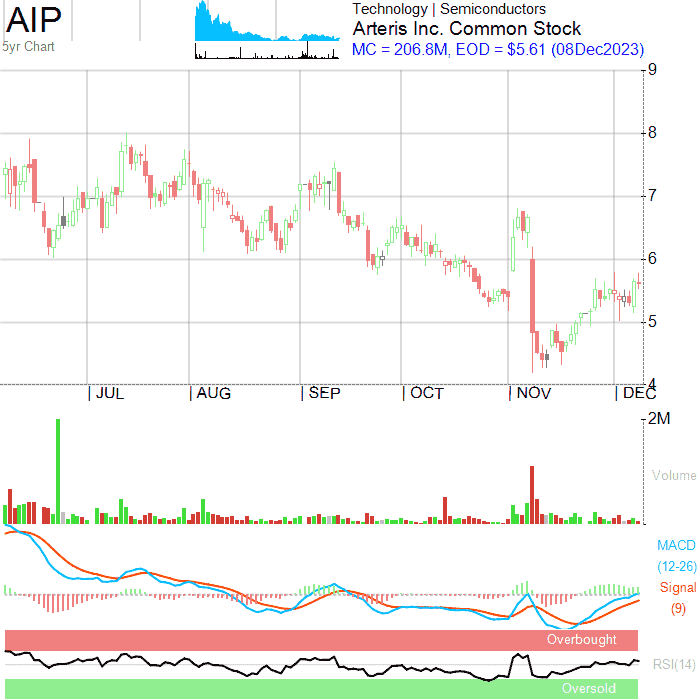 AIP
5yr Chart
Technology | Semiconductors
Arteris Inc. Common Stock
MC = 206.8M, EOD = $5.61 (08Dec2023)
9
8
7
6
5
4
JUL
AUG
SEP
OCT
NOV
DEC
2M
Volume
MACD
(12-26)
Signal
(9)
Overbought
RSI(14)
Oversold